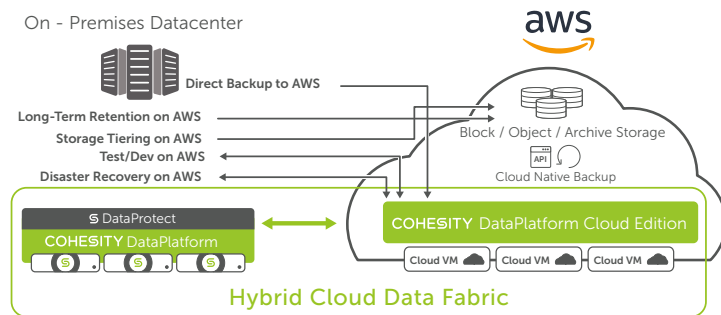 On - Premises Datacenter
aws
Direct Backup to AWS
Long-Term Retention on AWS
Storage Tiering on AWS
Test/Dev on AWS
Disaster Recovery on AWS
Block / Object / Archive Storage
API
Cloud Native Backup
S DataProtect
COHESITY DataPlatform
S S S
COHESITY DataPlatform Cloud Edition
Cloud VM Cloud VM Cloud VM
Hybrid Cloud Data Fabric